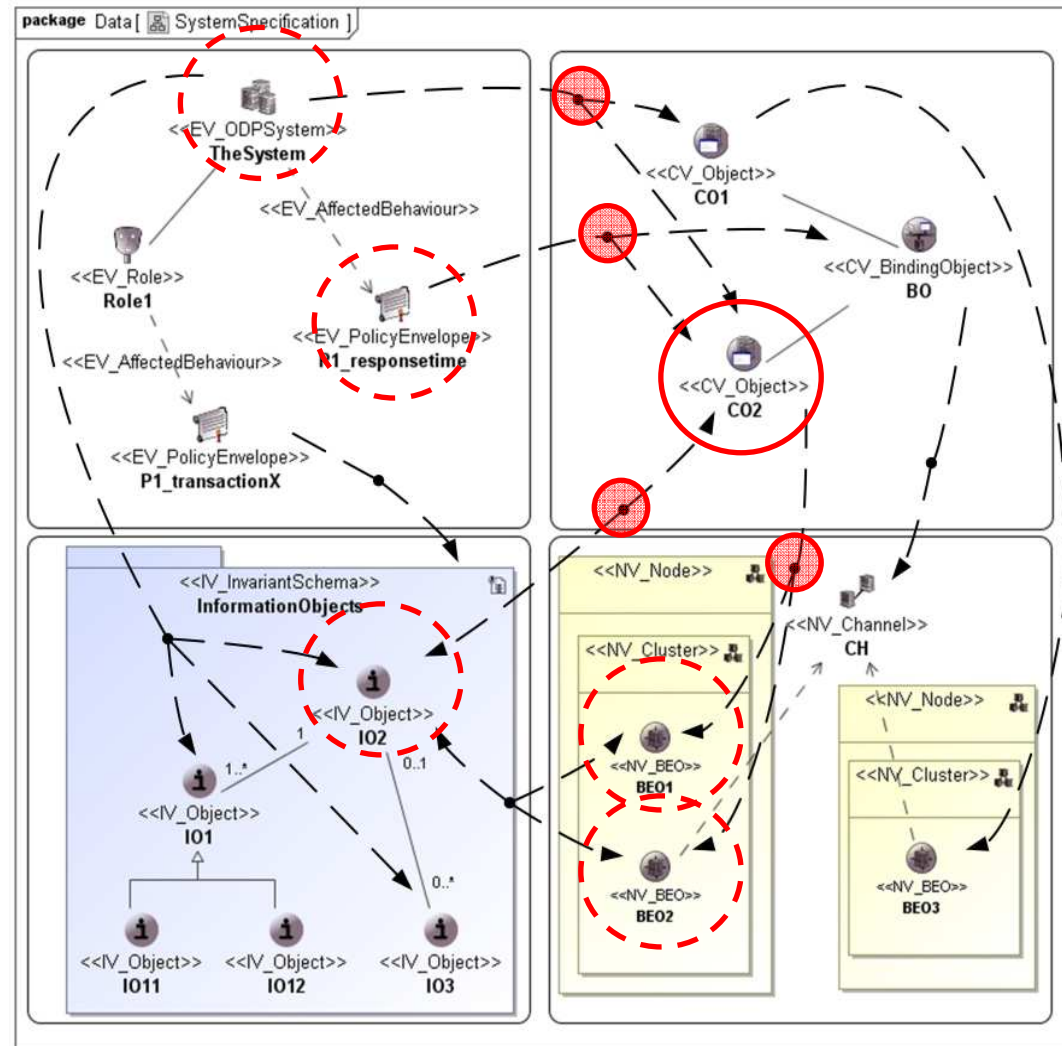 package Data [ SystemSpecification ]
<<EV_ODPSystem>>
TheSystem
<<EV_AffectedBehaviour>>
<<EV_Role>>
Role1
<<EV_PolicyEnvelope>>
R1_responsetime
<<EV_AffectedBehaviour>>
<<EV_PolicyEnvelope>>
P1_transactionX
<<CV_Object>>
CO1
<<CV_BindingObject>>
BO
<<CV_Object>>
CO2
<<IV_InvariantSchema>>
InformationObjects
<<IV_Object>>
IO2
1
0..1
1..*
<<IV_Object>>
IO1
0..*
<<IV_Object>>
IO11
<<IV_Object>>
IO12
<<IV_Object>>
IO3
<<NV_Node>>
<<NV_Cluster>>
<<NV_BEO>>
BEO1
<<NV_BEO>>
BEO2
<<NV_Channel>>
CH
<<NV_Node>>
<<NV_Cluster>>
<<NV_BEO>>
BEO3